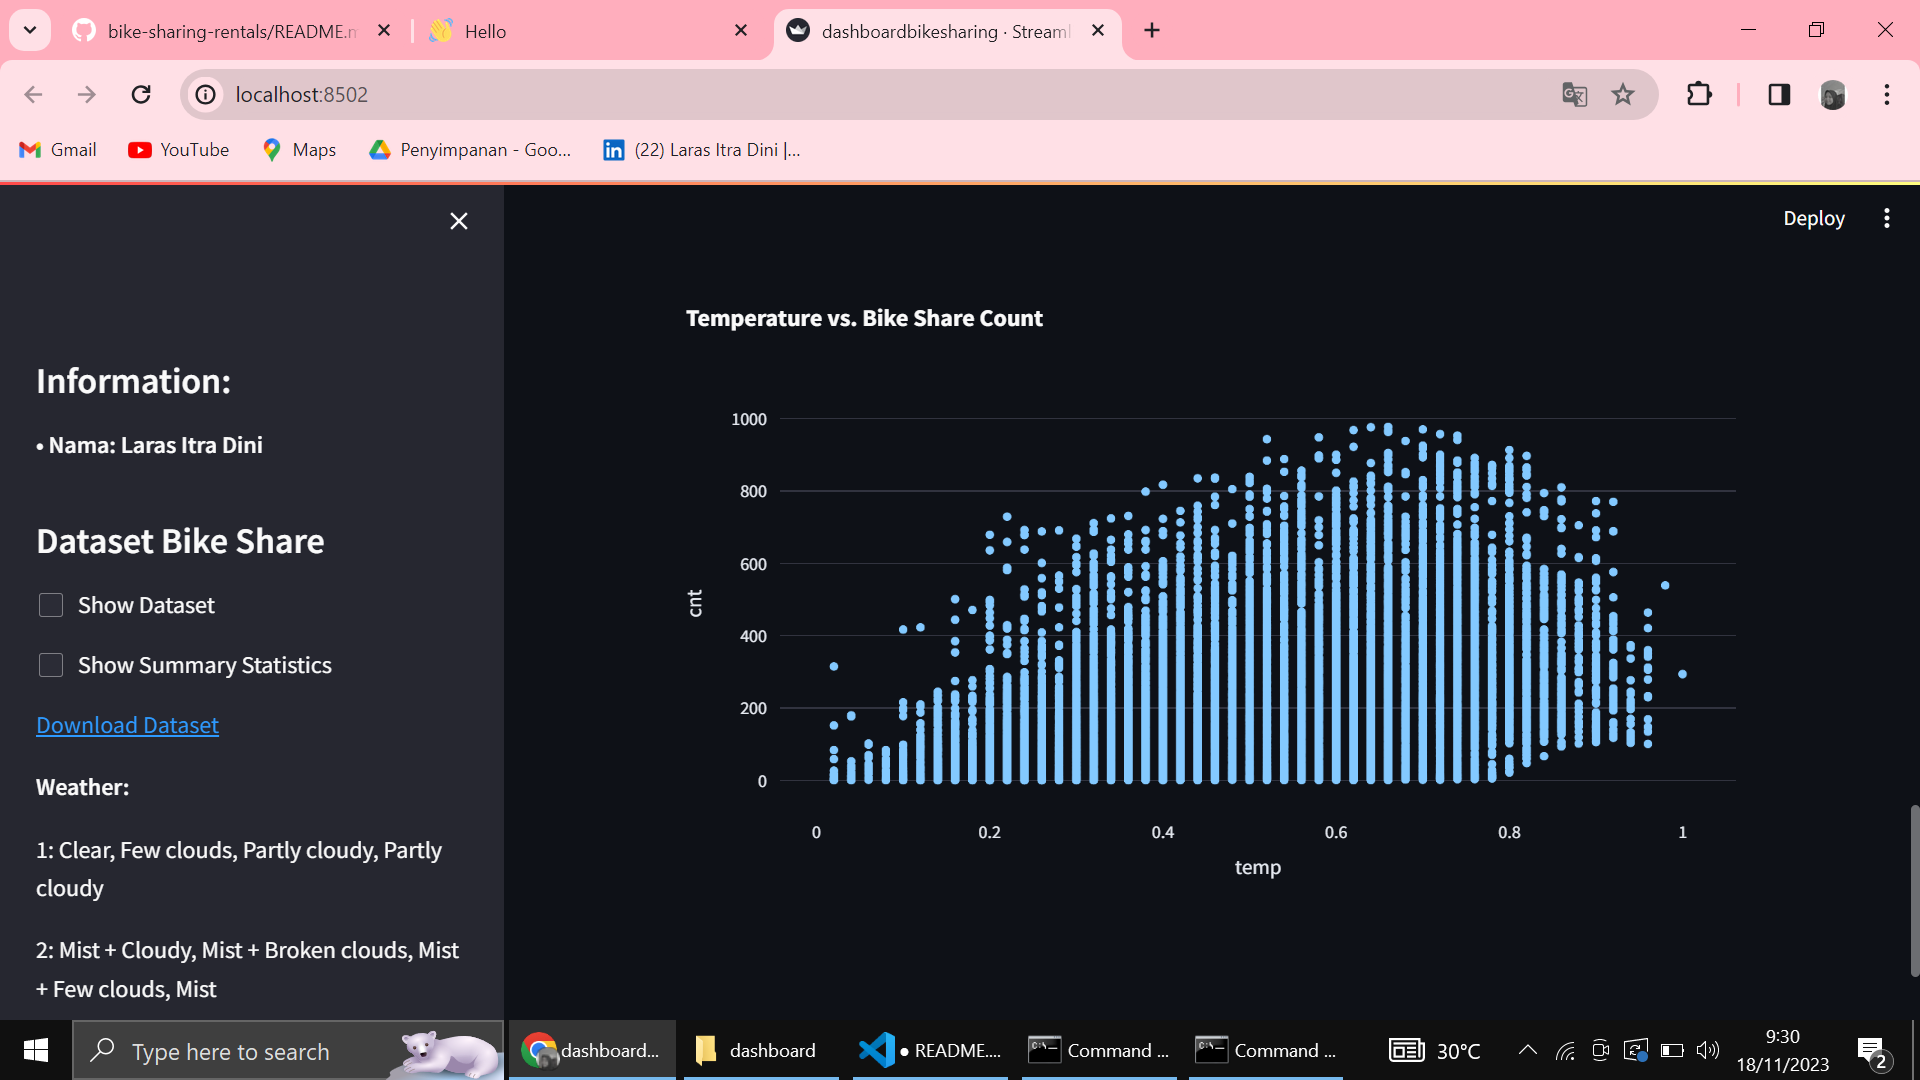 bike-sharing-rentals/README.m
Hello
dashboardbikesharing · Streaml
localhost:8502
Gmail
YouTube
Maps
Penyimpanan - Goo...
(22) Laras Itra Dini |...
Deploy
Information:
• Nama: Laras Itra Dini
Dataset Bike Share
Show Dataset
Show Summary Statistics
Download Dataset
Weather:
1: Clear, Few clouds, Partly cloudy, Partly
cloudy
2: Mist + Cloudy, Mist + Broken clouds, Mist
+ Few clouds, Mist
Temperature vs. Bike Share Count
1000
800
600
400
200
0
cnt
0 0.2 0.4 0.6 0.8 1
temp
Type here to search
dashboard...
dashboard
● README....
Command ...
Command ...
30°C
9:30
18/11/2023
2